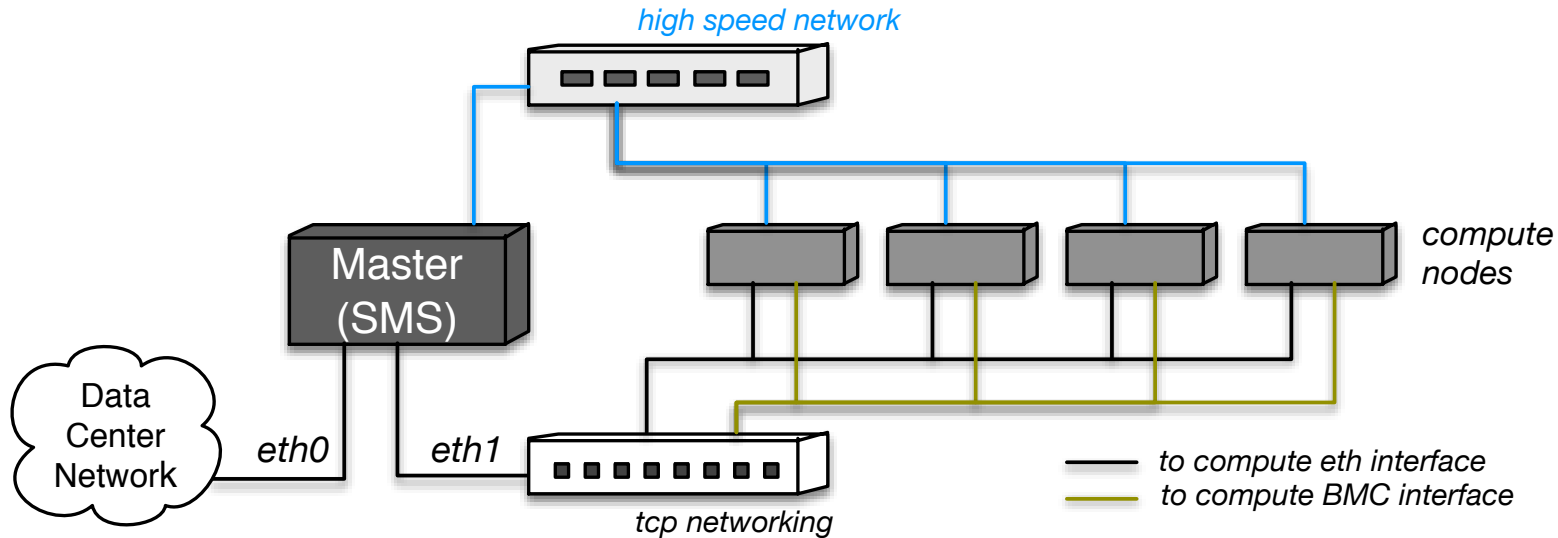 high speed network
Master
(SMS)
compute
nodes
Data
Center
Network
eth0
eth1
tcp networking
to compute eth interface
to compute BMC interface